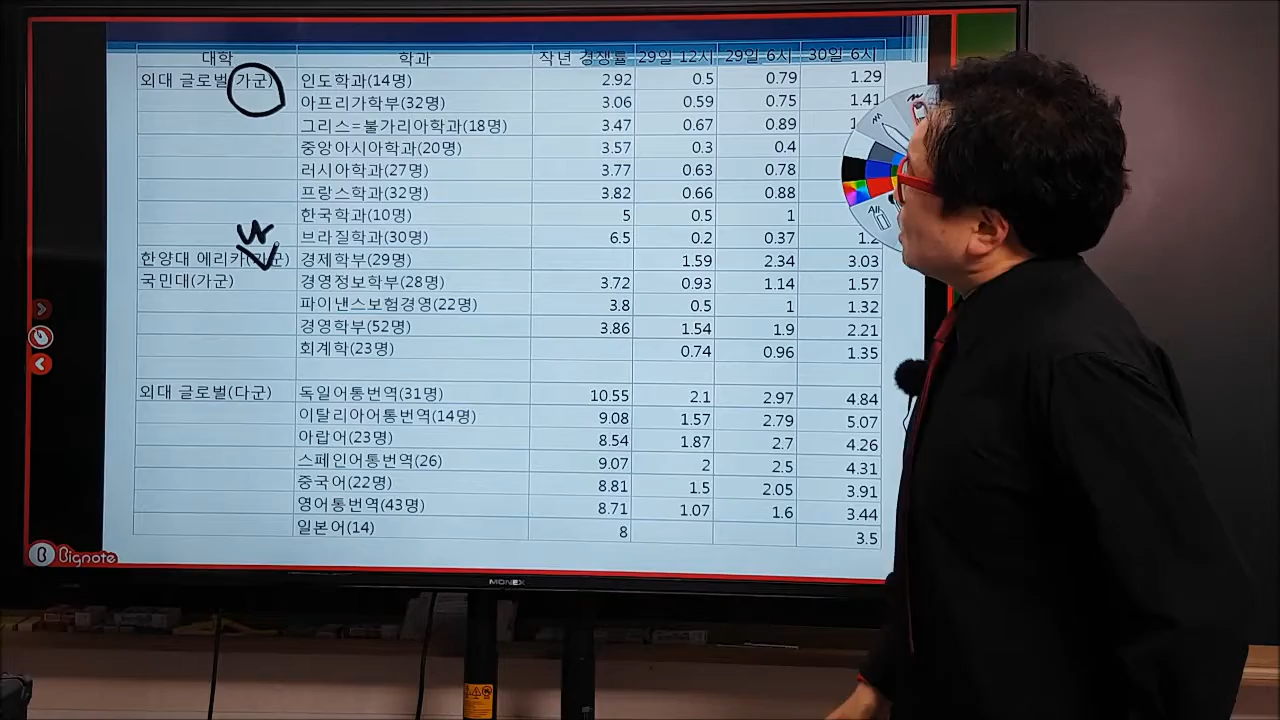 대학 학과 작년 경쟁률 29일 12시 29일 6시 30일 6시
외대 글로벌(가군) 인도학과(14명) 2.92 0.5 0.79 1.29
아프리가학부(32명) 3.06 0.59 0.75 1.41
그리스=불가리아학과(18명) 3.47 0.67 0.89
중앙아시아학과(20명) 3.57 0.3 0.4
러시아학과(27명) 3.77 0.63 0.78
프랑스학과(32명) 3.82 0.66 0.88
한국학과(10명) 5 0.5 1
브라질학과(30명) 6.5 0.2 0.37 1.2
한양대 에리카 경제학부(29명) 1.59 2.34 3.03
국민대(가군) 경영정보학부(28명) 3.72 0.93 1.14 1.57
파이낸스보험경영(22명) 3.8 0.5 1 1.32
경영학부(52명) 3.86 1.54 1.9 2.21
회계학(23명) 0.74 0.96 1.35
외대 글로벌(다군) 독일어통번역(31명) 10.55 2.1 2.97 4.84
이탈리아어통번역(14명) 9.08 1.57 2.79 5.07
아랍어(23명) 8.54 1.87 2.7 4.26
스페인어통번역(26) 9.07 2 2.5 4.31
중국어(22명) 8.81 1.5 2.05 3.91
영어통번역(43명) 8.71 1.07 1.6 3.44
일본어(14) 8 3.5
All
Bignote
MONEX